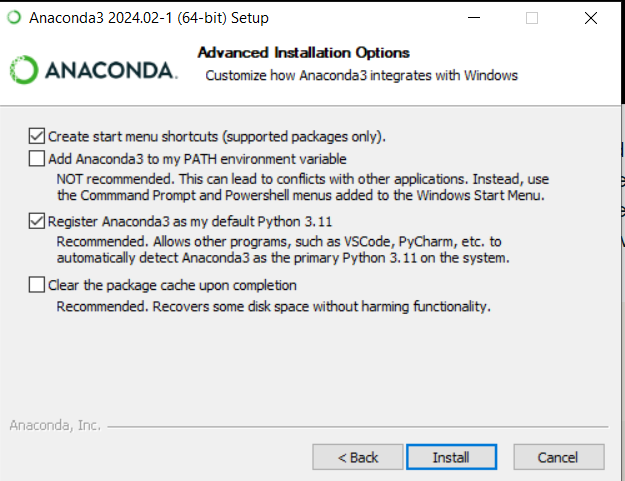 Anaconda3 2024.02-1 (64-bit) Setup
Advanced Installation Options
ANACONDA.
Customize how Anaconda3 integrates with Windows
Create start menu shortcuts (supported packages only).
Add Anaconda3 to my PATH environment variable
NOT recommended. This can lead to conflicts with other applications. Instead, use
the Commmand Prompt and Powershell menus added to the Windows Start Menu.
Register Anaconda3 as my default Python 3.11
Recommended. Allows other programs, such as VSCode, PyCharm, etc. to
automatically detect Anaconda3 as the primary Python 3.11 on the system.
Clear the package cache upon completion
Recommended. Recovers some disk space without harming functionality.
Anaconda, Inc.
< Back
Install
Cancel